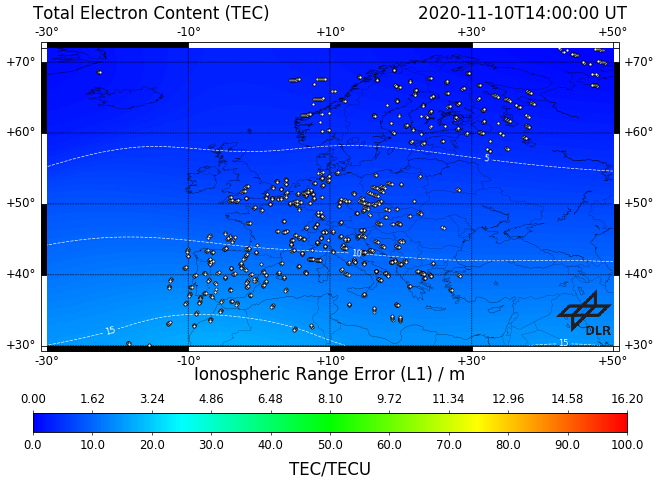 Total Electron Content (TEC) 2020-11-10T14:00:00 UT
-30° -10° +10° +30° +50°
+70° +70°
+60° +60°
5
+50° +50°
10
+40° +40°
15
DLR
15
+30° +30°
-30° -10° +10° +30° +50°
Ionospheric Range Error (L1) / m
0.00 1.62 3.24 4.86 6.48 8.10 9.72 11.34 12.96 14.58 16.20
0.0 10.0 20.0 30.0 40.0 50.0 60.0 70.0 80.0 90.0 100.0
TEC/TECU